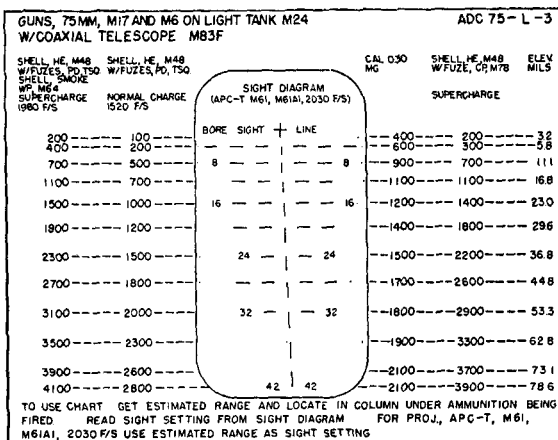 GUNS, 75MM, M17 AND M6 ON LIGHT TANK M24 ADC 75-L-3
W/COAXIAL TELESCOPE M83F
SHELL, HE, M48 SHELL, HE, M48 CAL 030 SHELL, HE, M48 ELEV
W/FUZES, PD, TSQ W/FUZES, PD, TSQ MG W/FUZE, CP, M78 MILS
SHELL, SMOKE
WP, M64
SUPERCHARGE NORMAL CHARGE SUPERCHARGE
1980 F/S 1520 F/S
SIGHT DIAGRAM
(APC-T M61, M61A1, 2030 F/S)
BORE SIGHT + LINE
200 100 400 200 3.2
400 200 600 300 5.8
700 500 8 8 900 700 11.1
1100 700 1100 1100 16.8
1500 1000 16 16 1200 1400 23.0
1900 1200 1400 1800 29.6
2300 1500 24 24 1500 2200 36.8
2700 1800 1700 2600 44.8
3100 2000 32 32 1800 2900 53.3
3500 2300 1900 3300 62.8
3900 2600 2100 3700 73.1
4100 2800 42 42 2100 3900 78.6
TO USE CHART GET ESTIMATED RANGE AND LOCATE IN COLUMN UNDER AMMUNITION BEING
FIRED READ SIGHT SETTING FROM SIGHT DIAGRAM FOR PROJ., APC-T, M61,
M61A1, 2030 F/S USE ESTIMATED RANGE AS SIGHT SETTING